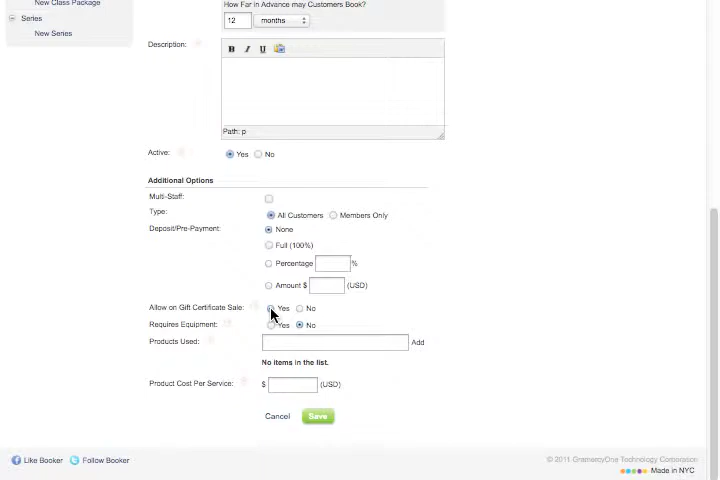 New Class Package
How Far in Advance may Customers Book?
12 months
Series
New Series
Description:
B I U
Path: p
Active: Yes No
Additional Options
Multi-Staff:
Type: All Customers Members Only
Deposit/Pre-Payment: None
Full (100%)
Percentage %
Amount $ (USD)
Allow on Gift Certificate Sale: Yes No
Requires Equipment: Yes No
Products Used: Add
No items in the list.
Product Cost Per Service: $ (USD)
Cancel Save
Like Booker Follow Booker
© 2011 GramercyOne Technology Corporation
Made in NYC